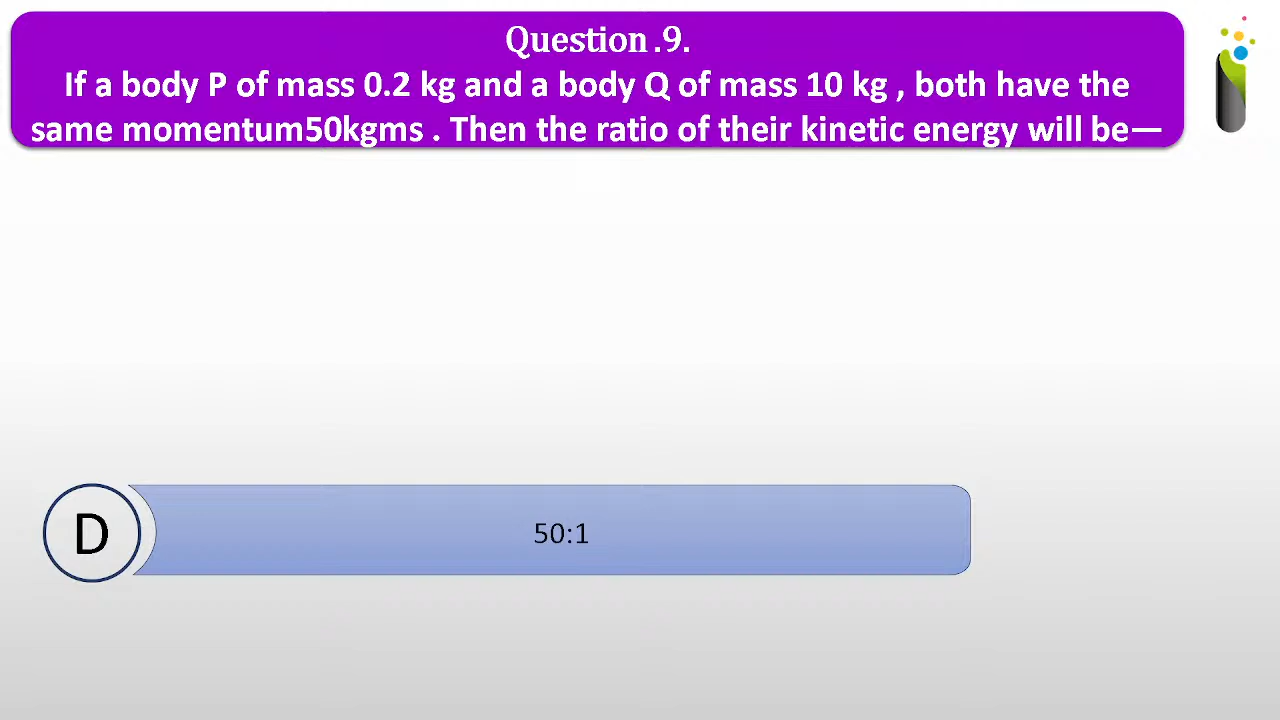 Question .9.
If a body P of mass 0.2 kg and a body Q of mass 10 kg , both have the
same momentum50kgms . Then the ratio of their kinetic energy will be—
D
50:1